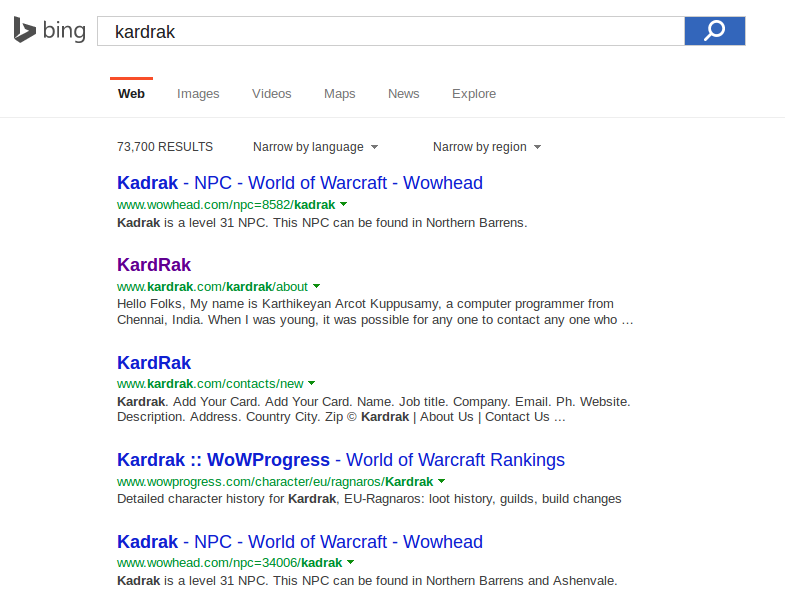 bing kardrak
Web Images Videos Maps News Explore
73,700 RESULTS Narrow by language Narrow by region
Kadrak - NPC - World of Warcraft - Wowhead
www.wowhead.com/npc=8582/kadrak
Kadrak is a level 31 NPC. This NPC can be found in Northern Barrens.
KardRak
www.kardrak.com/kardrak/about
Hello Folks, My name is Karthikeyan Arcot Kuppusamy, a computer programmer from
Chennai, India. When I was young, it was possible for any one to contact any one who ...
KardRak
www.kardrak.com/contacts/new
Kardrak. Add Your Card. Add Your Card. Name. Job title. Company. Email. Ph. Website.
Description. Address. Country City. Zip © Kardrak | About Us | Contact Us ...
Kardrak :: WoWProgress - World of Warcraft Rankings
www.wowprogress.com/character/eu/ragnaros/Kardrak
Detailed character history for Kardrak, EU-Ragnaros: loot history, guilds, build changes
Kadrak - NPC - World of Warcraft - Wowhead
www.wowhead.com/npc=34006/kadrak
Kadrak is a level 31 NPC. This NPC can be found in Northern Barrens and Ashenvale.